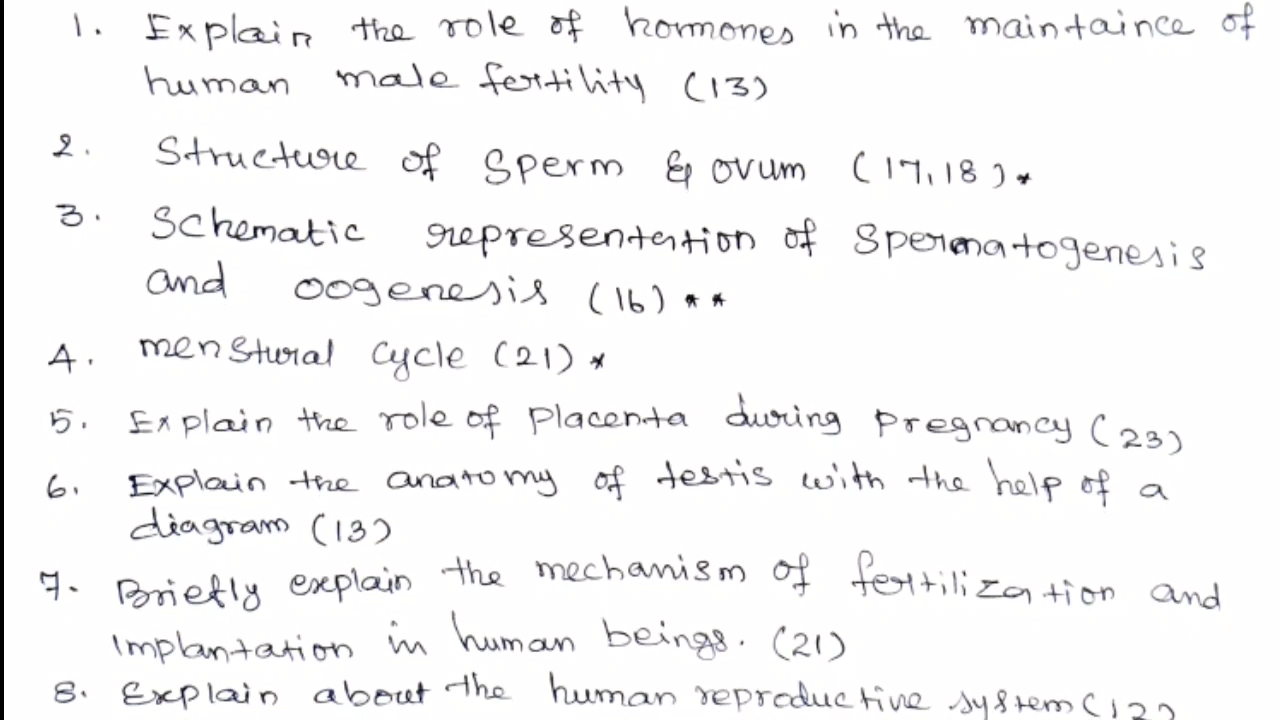 1. Explain the role of hormones in the maintaince of
human male fertility (13)
2. Structure of Sperm & ovum (17,18) *
3. Schematic representation of Spermatogenesis
and oogenesis (16) **
4. menstural cycle (21) *
5. Explain the role of placenta during pregnancy (23)
6. Explain the anatomy of testis with the help of a
diagram (13)
7. Briefly explain the mechanism of fertilization and
Implantation in human beings. (21)
8. Explain about the human reproductive system (12)